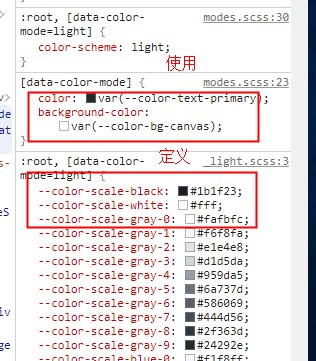 :root, [data-color- modes.scss:30
mode=light] {
color-scheme: light;
}
使用
[data-color-mode] { modes.scss:23
color: var(--color-text-primary);
background-color:
var(--color-bg-canvas);
}
定义
:root, [data-color- _light.scss:3
mode=light] {
--color-scale-black: #1b1f23;
--color-scale-white: #fff;
--color-scale-gray-0: #fafbfc;
--color-scale-gray-1: #f6f8fa;
--color-scale-gray-2: #e1e4e8;
--color-scale-gray-3: #d1d5da;
--color-scale-gray-4: #959da5;
--color-scale-gray-5: #6a737d;
--color-scale-gray-6: #586069;
--color-scale-gray-7: #444d56;
--color-scale-gray-8: #2f363d;
--color-scale-gray-9: #24292e;
--color-scale-blue-0: #f1f8ff;